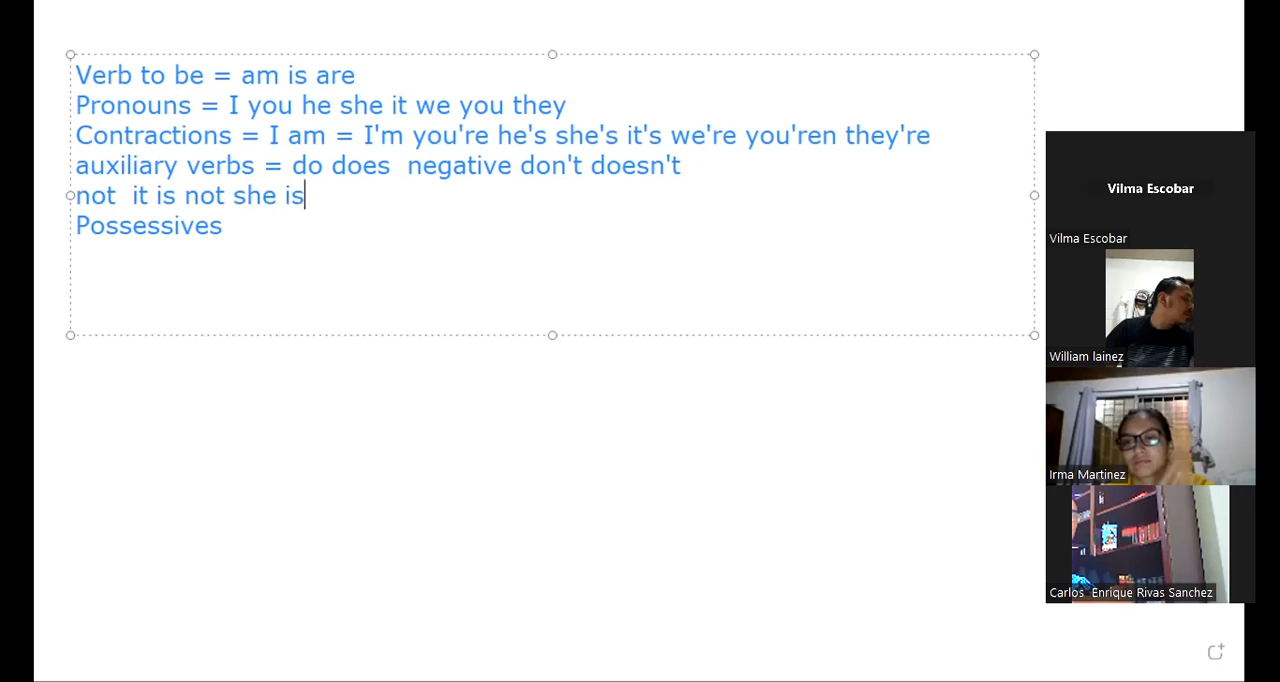 Verb to be = am is are
Pronouns = I you he she it we you they
Contractions = I am = I'm you're he's she's it's we're you'ren they're
auxiliary verbs = do does  negative don't doesn't
not  it is not she is
Possessives
Vilma Escobar
Vilma Escobar
William lainez
Irma Martinez
Carlos  Enrique Rivas Sanchez